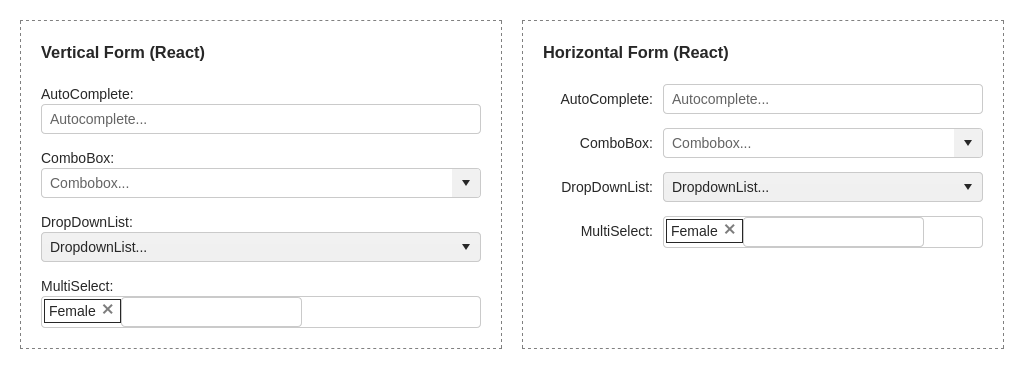 Vertical Form (React)
AutoComplete:
Autocomplete...
ComboBox:
Combobox...
DropDownList:
DropdownList...
MultiSelect:
Female ✕
Horizontal Form (React)
AutoComplete: Autocomplete...
ComboBox: Combobox...
DropDownList: DropdownList...
MultiSelect: Female ✕